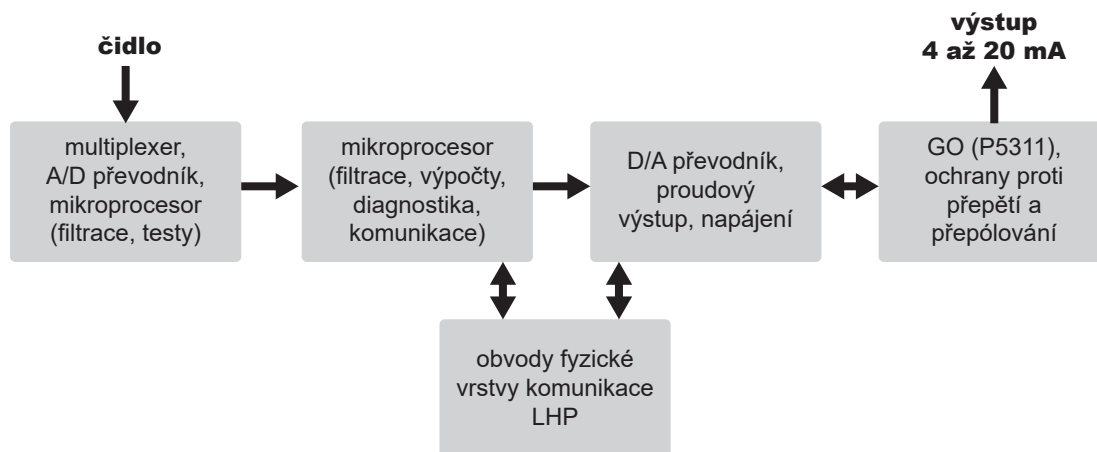 čidlo
výstup
4 až 20 mA
multiplexer,
A/D převodník,
mikroprocesor
(filtrace, testy)
mikroprocesor
(filtrace, výpočty,
diagnostika,
komunikace)
D/A převodník,
proudový
výstup, napájení
GO (P5311),
ochrany proti
přepětí a
přepólování
obvody fyzické
vrstvy komunikace
LHP